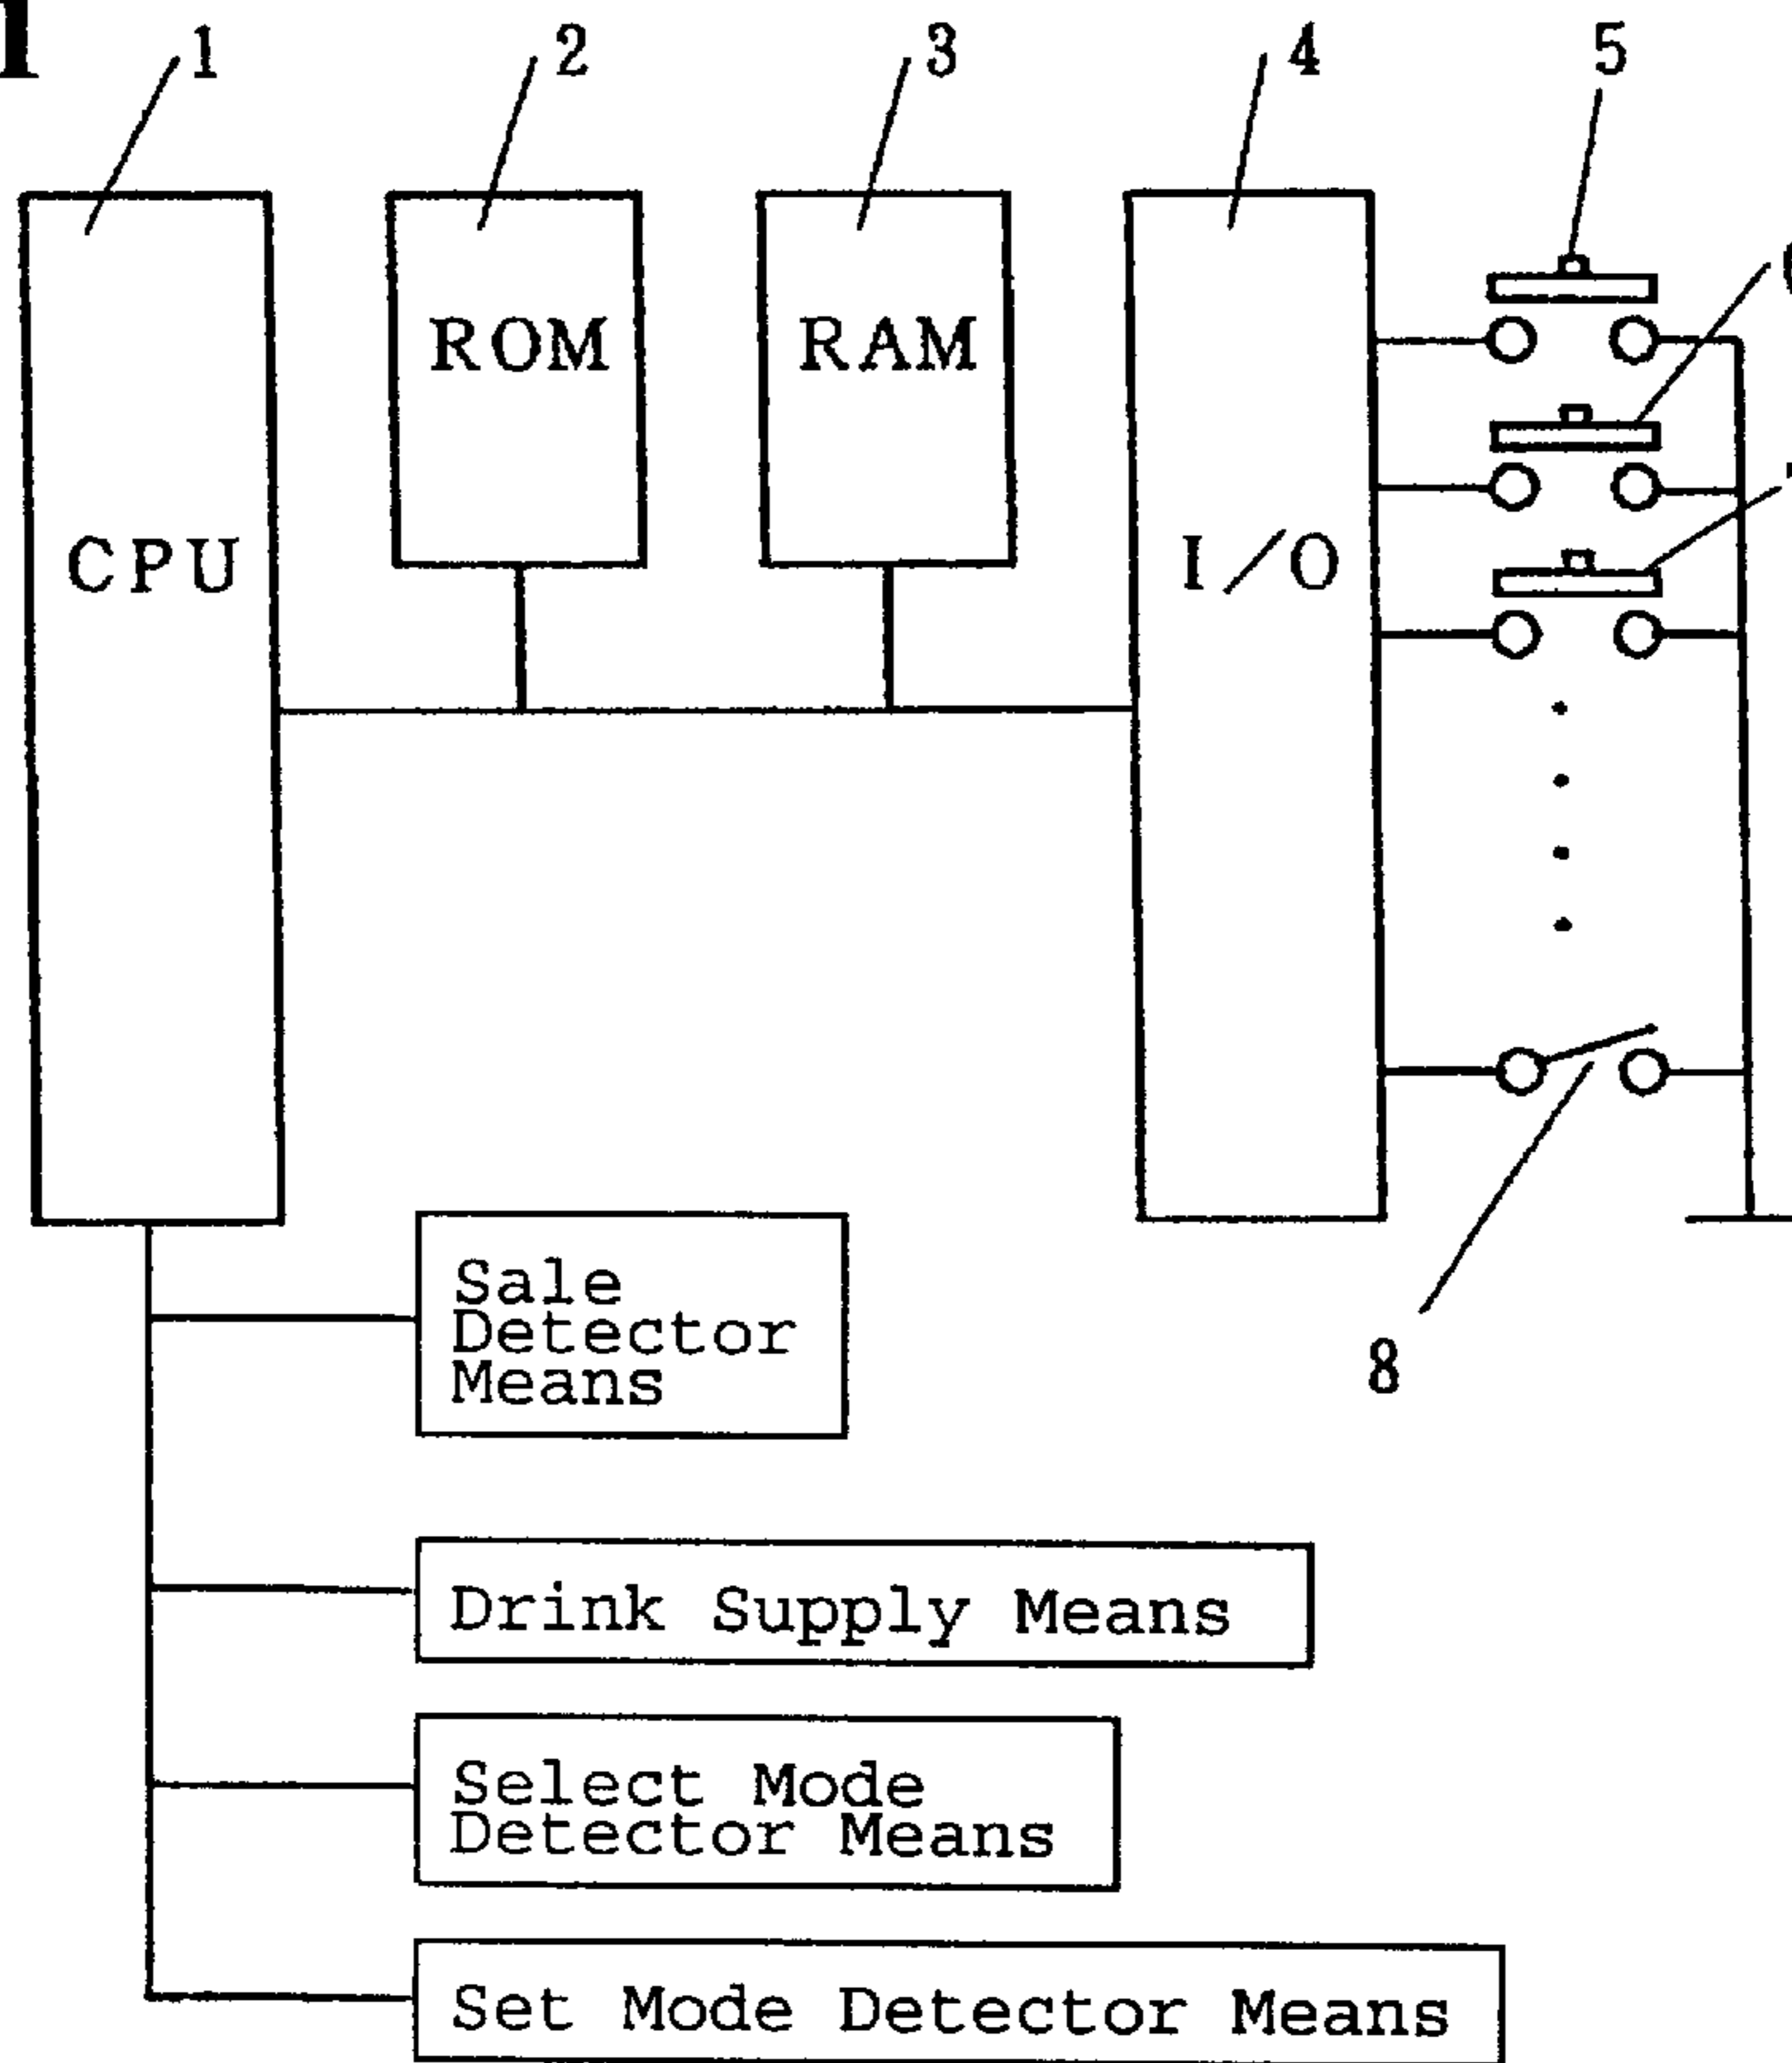 1 2 3 4 5
ROM RAM
CPU I/O
8
Sale
Detector
Means
Drink Supply Means
Select Mode
Detector Means
Set Mode Detector Means